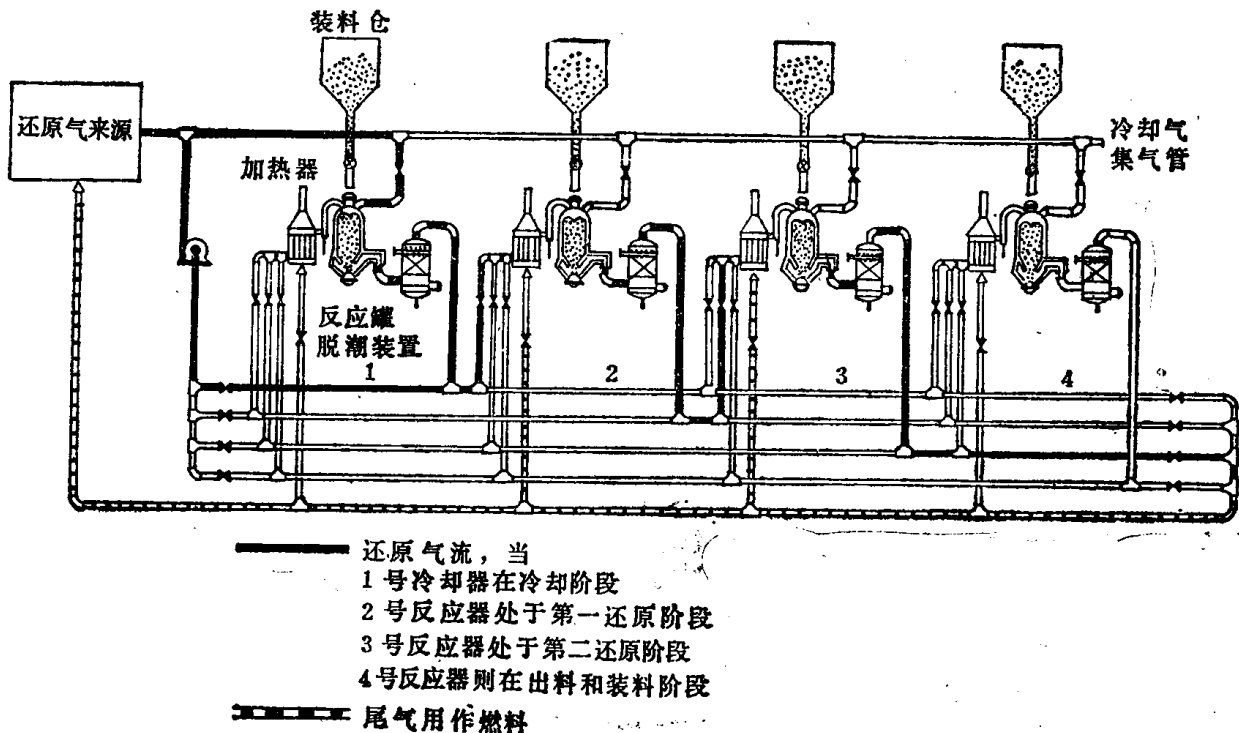 装料仓
还原气来源
冷却气
集气管
加热器
反应罐
脱潮装置
1
2
3
4
还原气流，当
1号冷却器在冷却阶段
2号反应器处于第一还原阶段
3号反应器处于第二还原阶段
4号反应器则在出料和装料阶段
尾气用作燃料